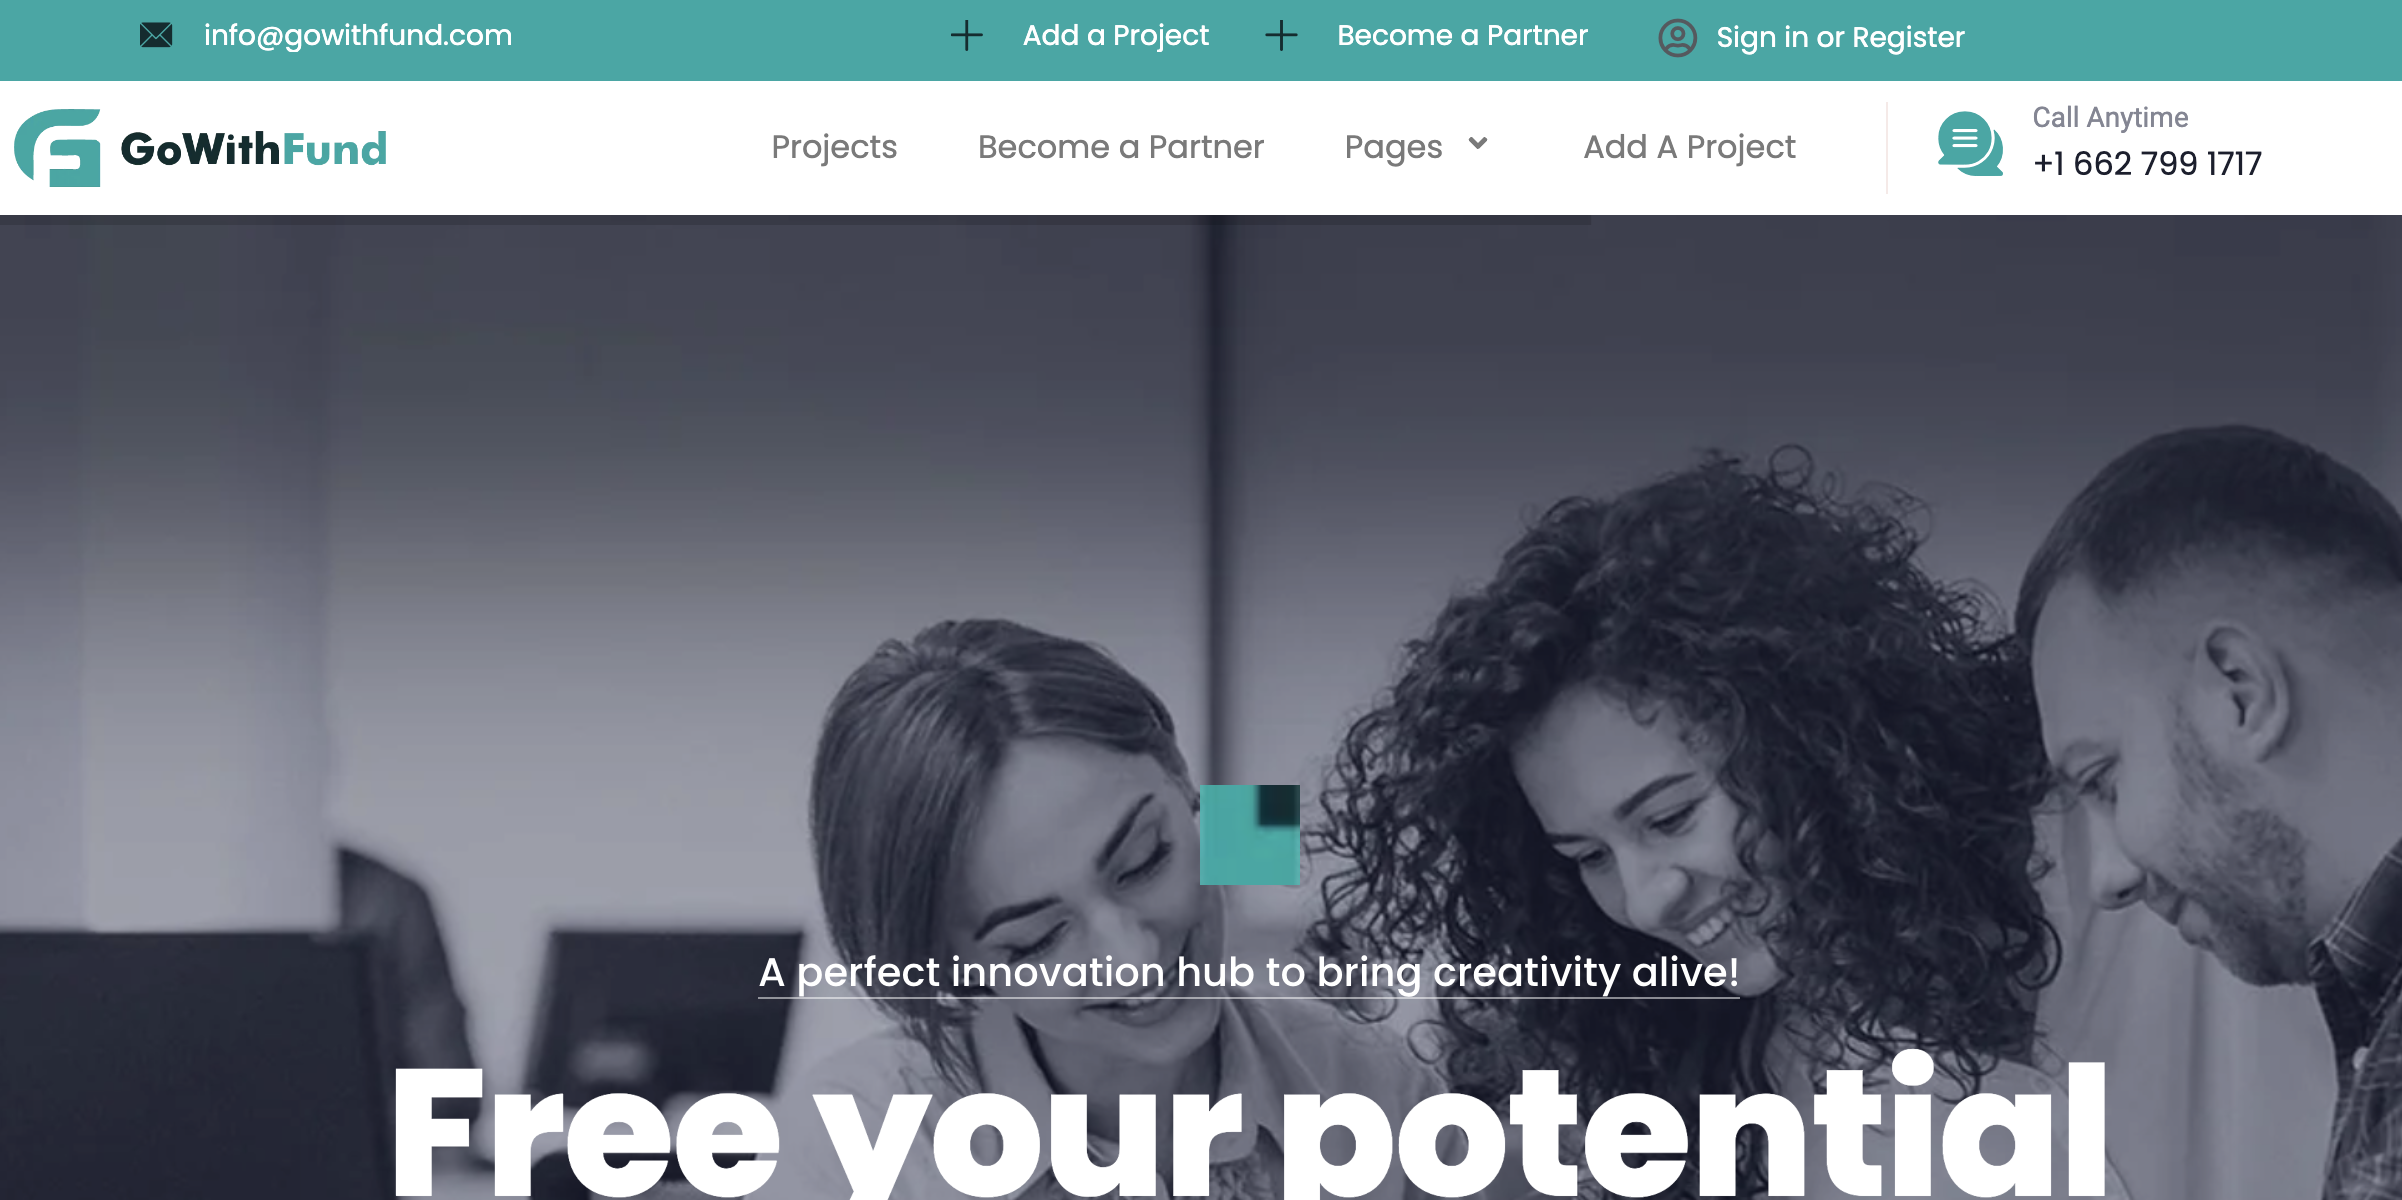 info@gowithfund.com
Add a Project
Become a Partner
Sign in or Register
GoWithFund
Projects
Become a Partner
Pages
Add A Project
Call Anytime
+1 662 799 1717
A perfect innovation hub to bring creativity alive!
Free your potential